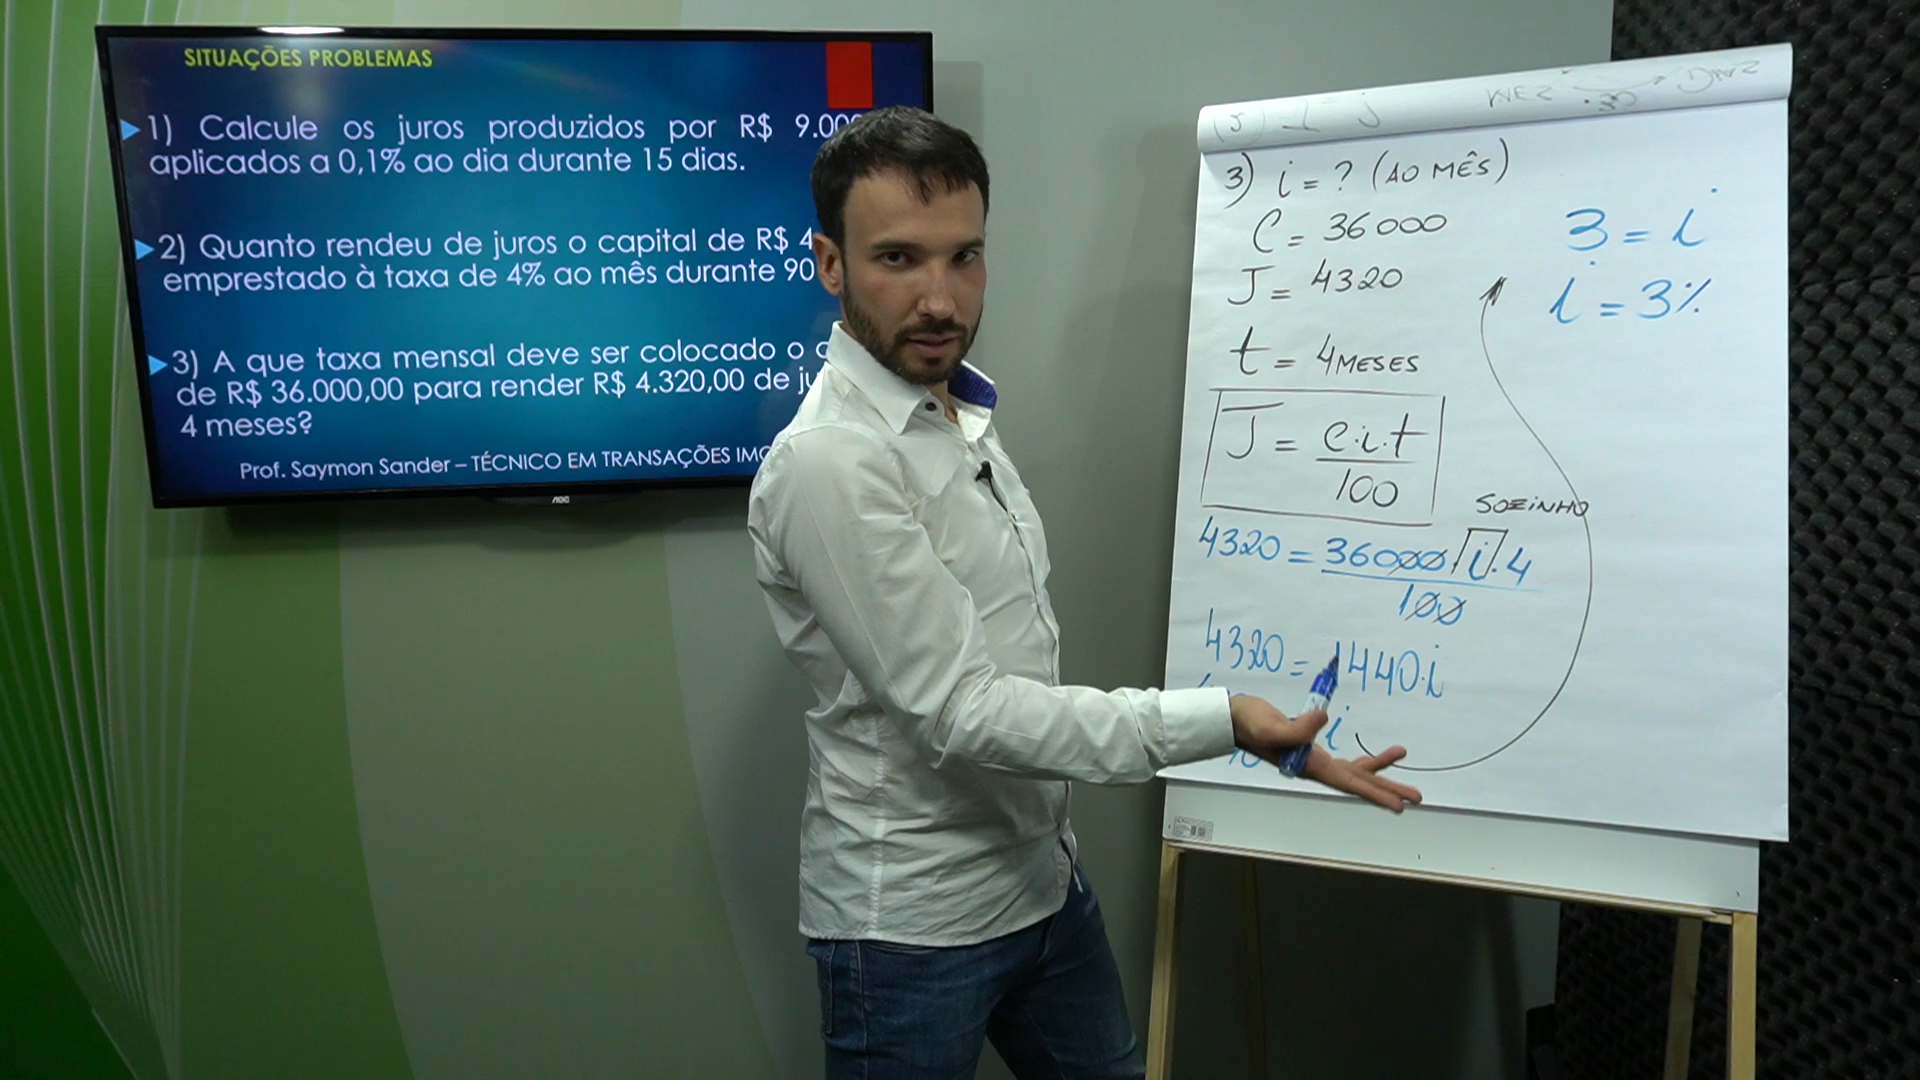 SITUAÇÕES PROBLEMAS
1) Calcule os juros produzidos por R$ 9.000
aplicados a 0,1% ao dia durante 15 dias.
2) Quanto rendeu de juros o capital de R$ 4
emprestado à taxa de 4% ao mês durante 90
3) A que taxa mensal deve ser colocado o
de R$ 36.000,00 para render R$ 4.320,00 de
4 meses?
Prof. Saymon Sander – TÉCNICO EM TRANSAÇÕES
AOC
3) i = ? (AO MÊS)
C = 36000
J = 4320
t = 4 MESES
J = C.i.t
100
SOZINHO
4320 = 36000.i.4
100
4320 = 1440.i
i
3 = i
i = 3%